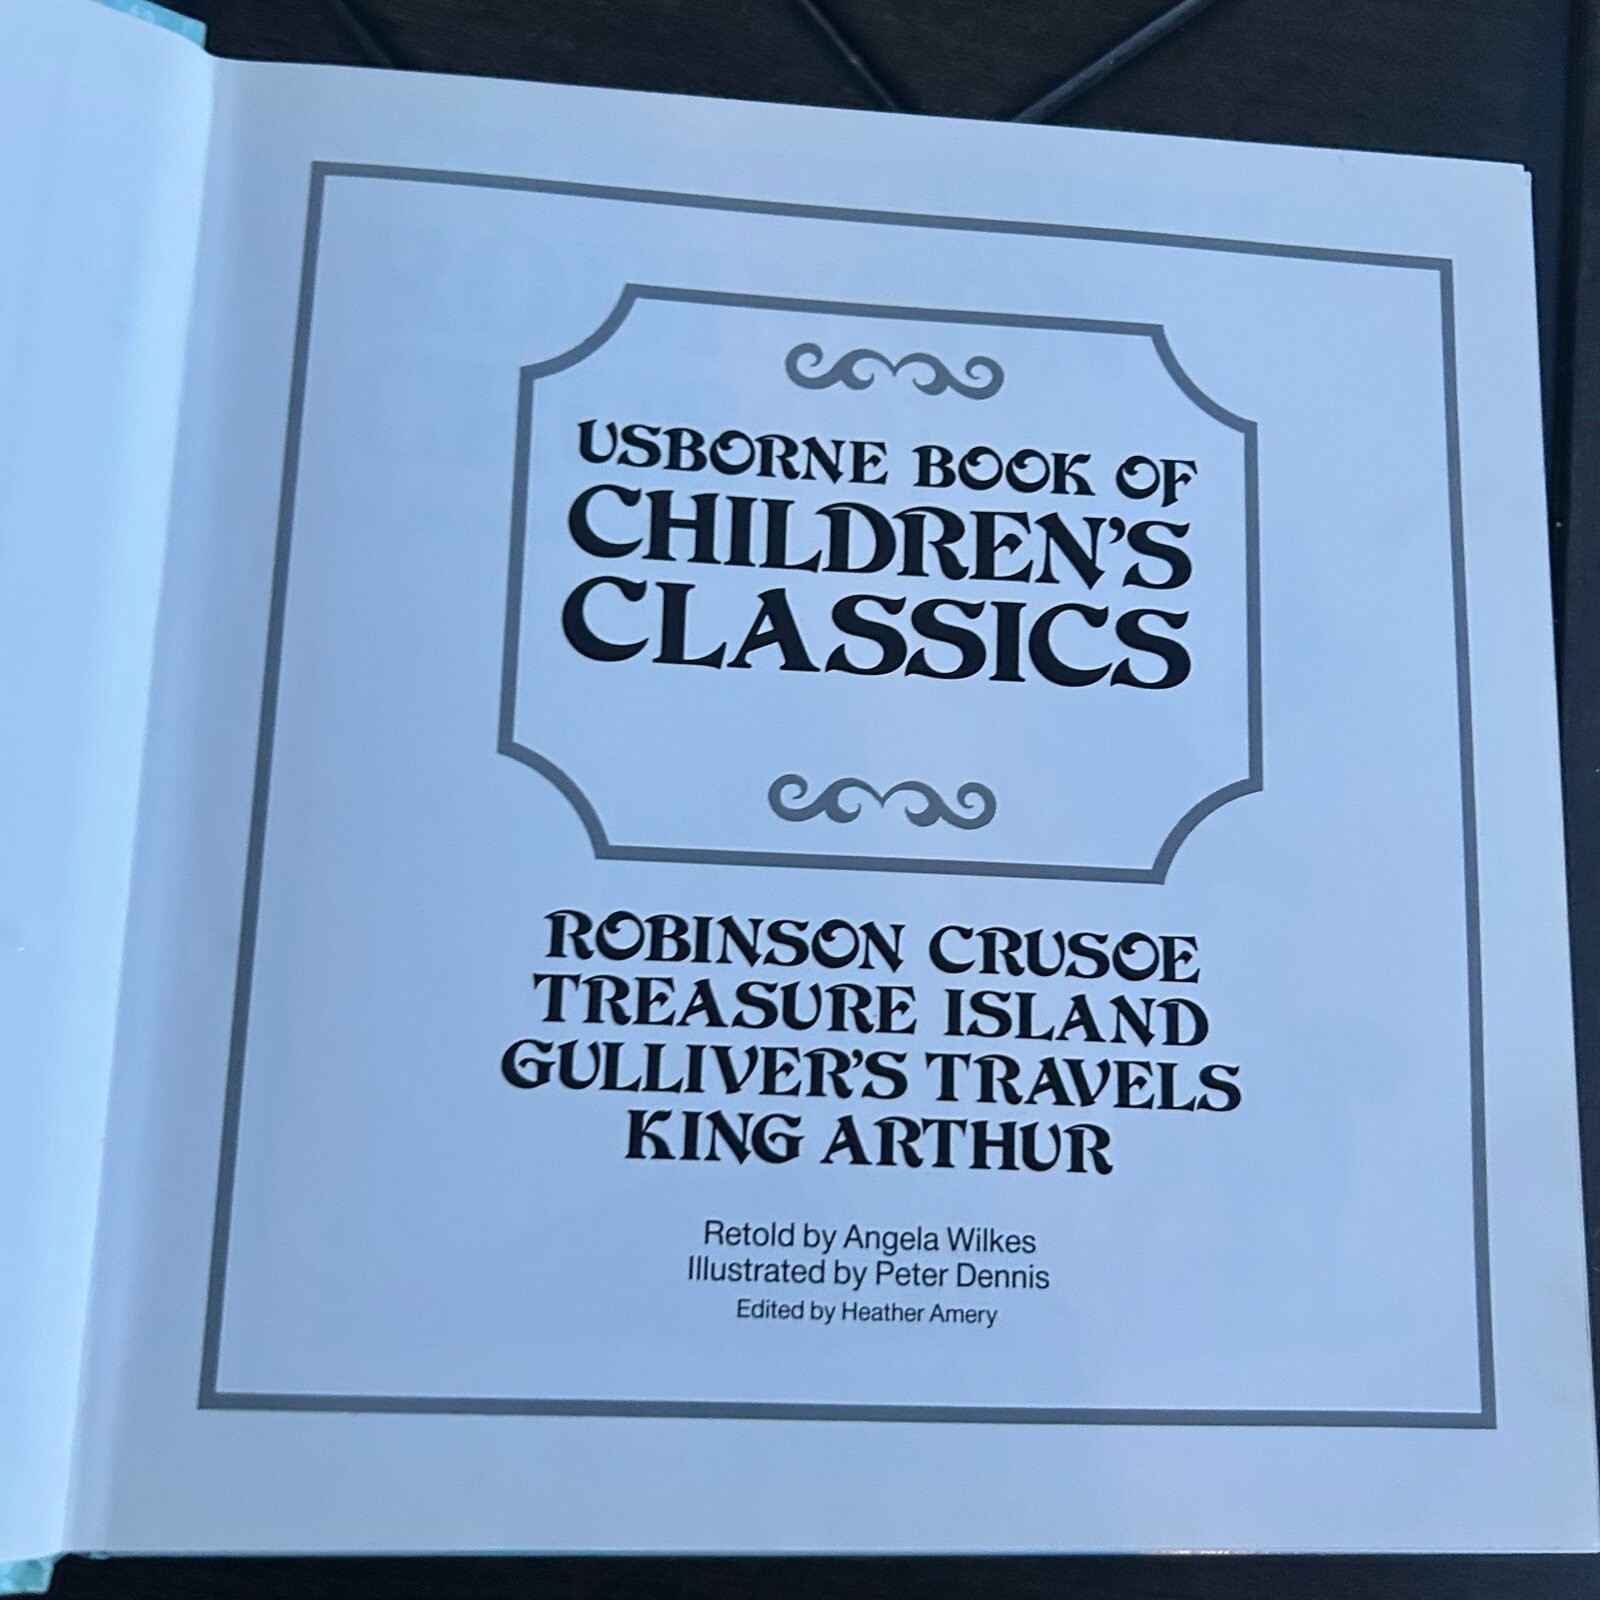 USBORNE BOOK OF
CHILDREN'S
CLASSICS
ROBINSON CRUSOE
TREASURE ISLAND
GULLIVER'S TRAVELS
KING ARTHUR
Retold by Angela Wilkes
Illustrated by Peter Dennis
Edited by Heather Amery